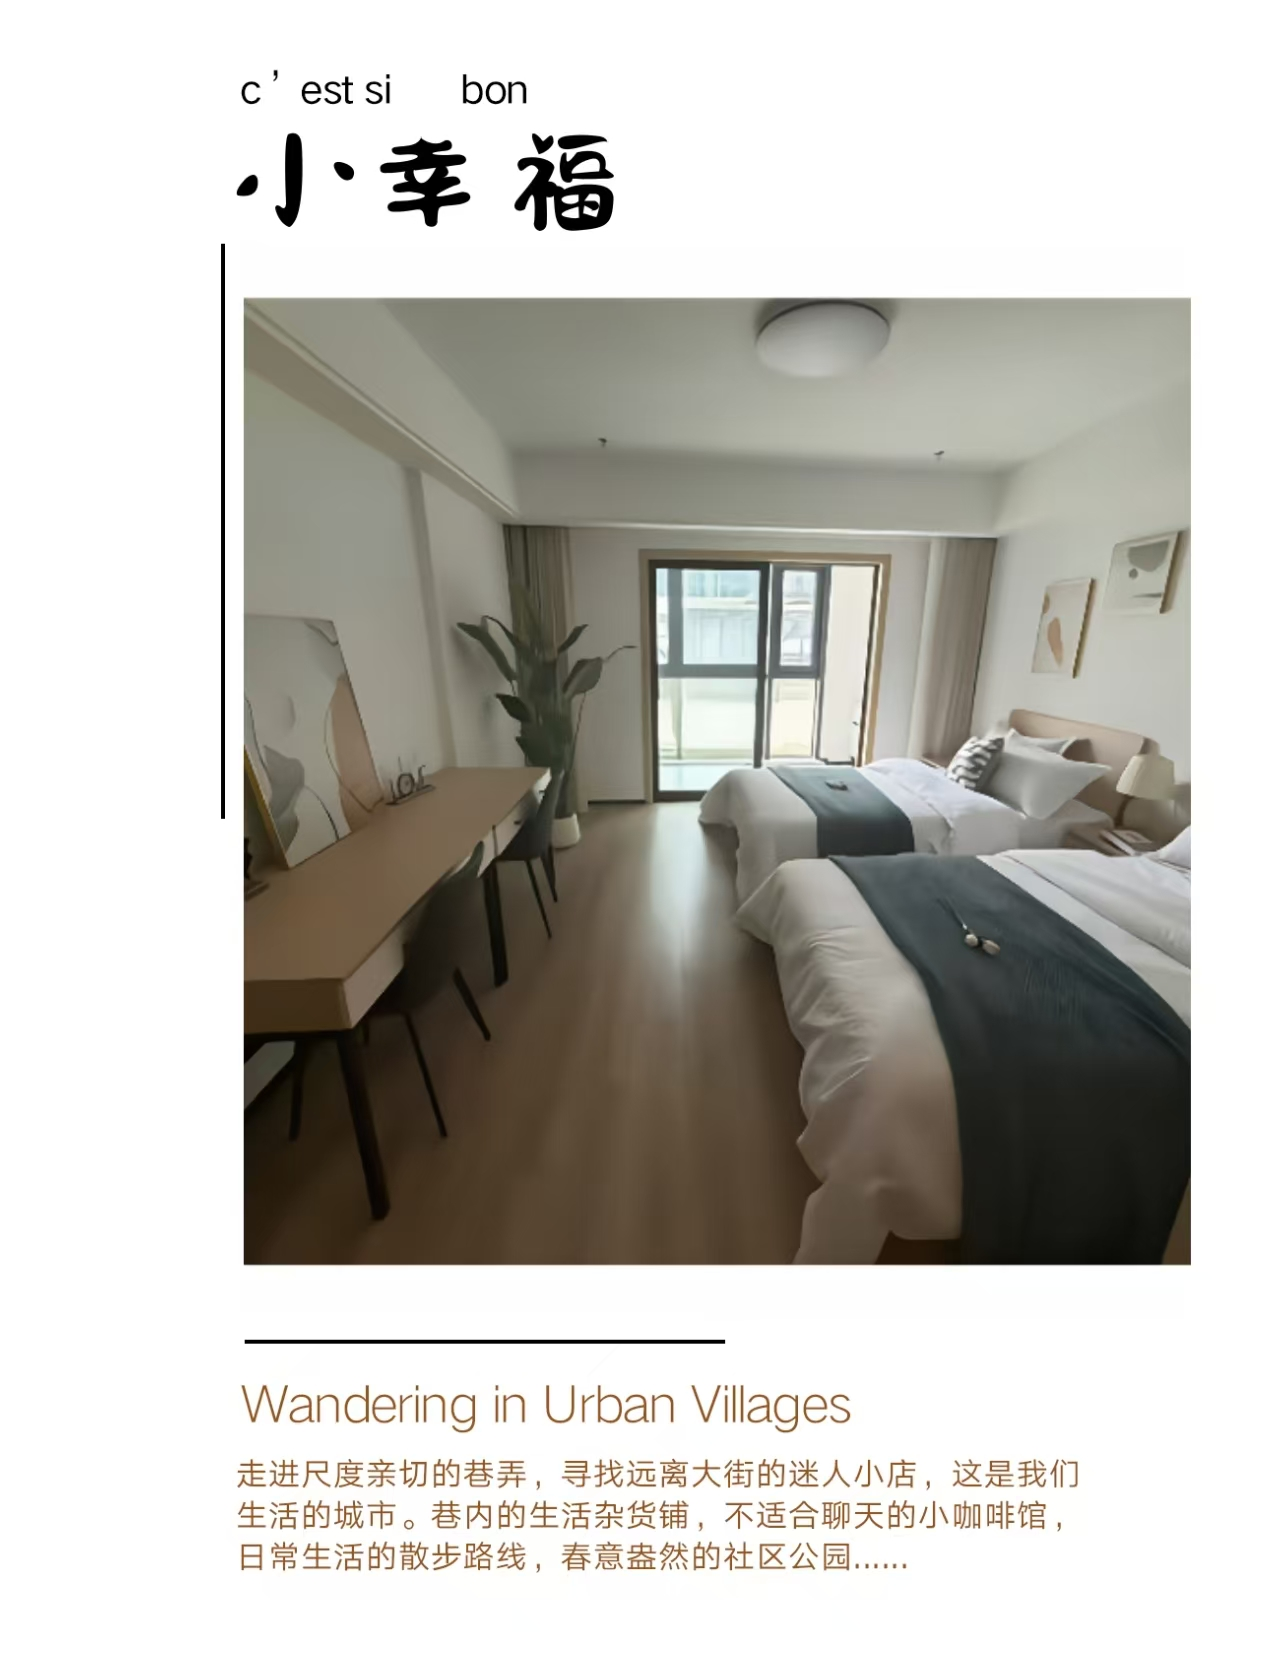 c’est si bon
小幸福
Wandering in Urban Villages
走进尺度亲切的巷弄，寻找远离大街的迷人小店，这是我们
生活的城市。巷内的生活杂货铺，不适合聊天的小咖啡馆，
日常生活的散步路线，春意盎然的社区公园……